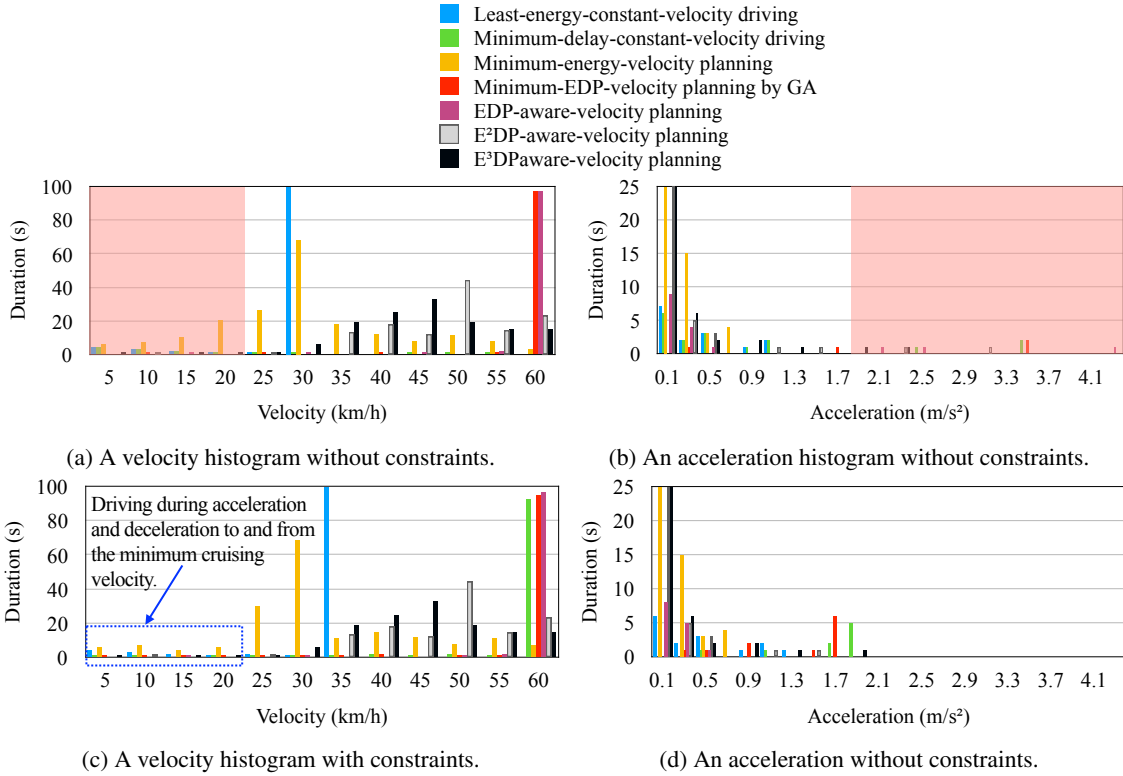 Least-energy-constant-velocity driving
Minimum-delay-constant-velocity driving
Minimum-energy-velocity planning
Minimum-EDP-velocity planning by GA
EDP-aware-velocity planning
E²DP-aware-velocity planning
E³DPaware-velocity planning
Duration (s)
100
80
60
40
20
0
5 10 15 20 25 30 35 40 45 50 55 60
Velocity (km/h)
(a) A velocity histogram without constraints.
Duration (s)
25
20
15
10
5
0
0.1 0.5 0.9 1.3 1.7 2.1 2.5 2.9 3.3 3.7 4.1
Acceleration (m/s²)
(b) An acceleration histogram without constraints.
Duration (s)
100
80
60
40
20
0
Driving during acceleration
and deceleration to and from
the minimum cruising
velocity.
5 10 15 20 25 30 35 40 45 50 55 60
Velocity (km/h)
(c) A velocity histogram with constraints.
Duration (s)
25
20
15
10
5
0
0.1 0.5 0.9 1.3 1.7 2.1 2.5 2.9 3.3 3.7 4.1
Acceleration (m/s²)
(d) An acceleration without constraints.